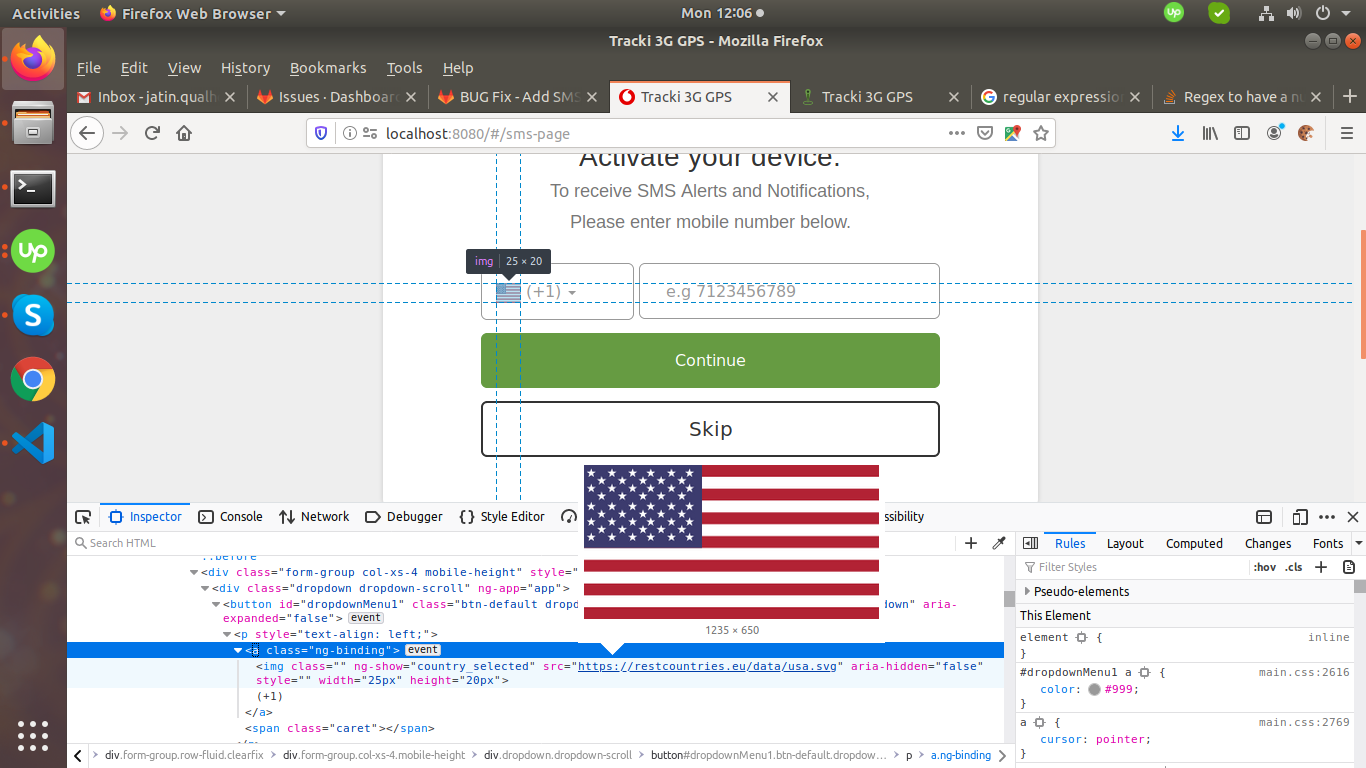 Activities
Firefox Web Browser
Mon 12:06
Up
Tracki 3G GPS - Mozilla Firefox
File Edit View History Bookmarks Tools Help
Inbox - jatin.qualh
Issues · Dashboard
BUG Fix - Add SMS
Tracki 3G GPS
Tracki 3G GPS
regular expression
Regex to have a nu
localhost:8080/#/sms-page
Activate your device.
To receive SMS Alerts and Notifications,
Please enter mobile number below.
img 25 × 20
(+1)
e.g 7123456789
Continue
Skip
Inspector
Console
Network
Debugger
Style Editor
Search HTML
::before
<div class="form-group col-xs-4 mobile-height" style="
<div class="dropdown dropdown-scroll" ng-app="app">
<button id="dropdownMenu1" class="btn-default dropd
down" aria-
expanded="false"> event
<p style="text-align: left;">
<a class="ng-binding"> event
<img class="" ng-show="country_selected" src="https://restcountries.eu/data/usa.svg" aria-hidden="false"
style="" width="25px" height="20px">
(+1)
</a>
<span class="caret"></span>
1235 × 650
div.form-group.row-fluid.clearfix
div.form-group.col-xs-4.mobile-height
div.dropdown.dropdown-scroll
button#dropdownMenu1.btn-default.dropdow…
p
a.ng-binding
Rules
Layout
Computed
Changes
Fonts
Filter Styles
:hov .cls
Pseudo-elements
This Element
element {
inline
}
#dropdownMenu1 a {
main.css:2616
color: #999;
}
a {
main.css:2769
cursor: pointer;
}